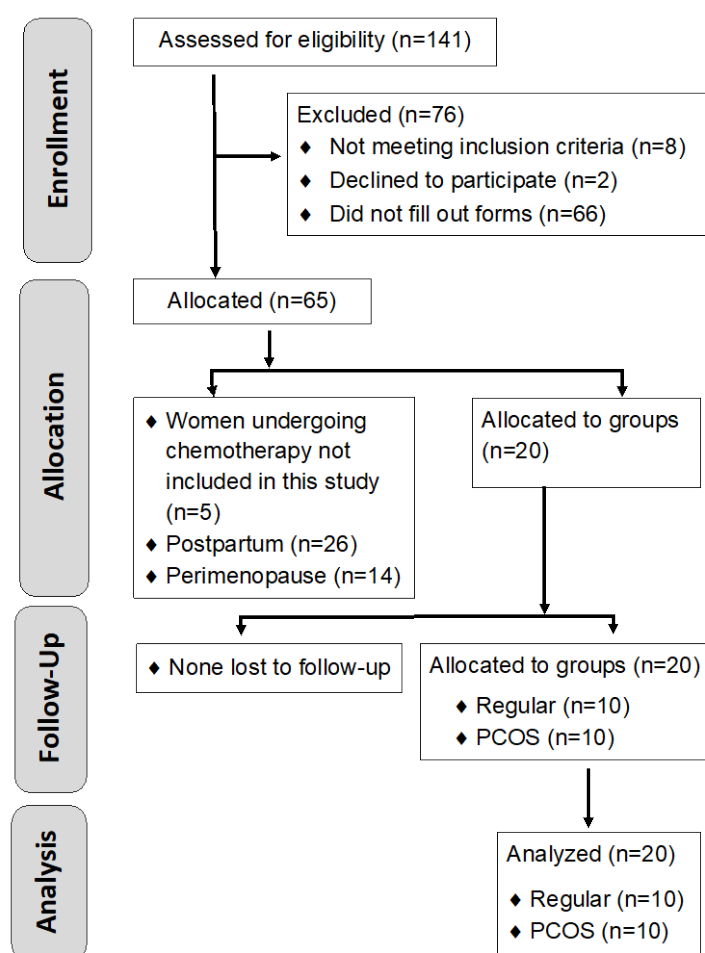 Enrollment
Assessed for eligibility (n=141)
Excluded (n=76)
♦ Not meeting inclusion criteria (n=8)
♦ Declined to participate (n=2)
♦ Did not fill out forms (n=66)
Allocation
Allocated (n=65)
♦ Women undergoing
chemotherapy not
included in this study
(n=5)
♦ Postpartum (n=26)
♦ Perimenopause (n=14)
Allocated to groups
(n=20)
Follow-Up
♦ None lost to follow-up
Allocated to groups (n=20)
♦ Regular (n=10)
♦ PCOS (n=10)
Analysis
Analyzed (n=20)
♦ Regular (n=10)
♦ PCOS (n=10)